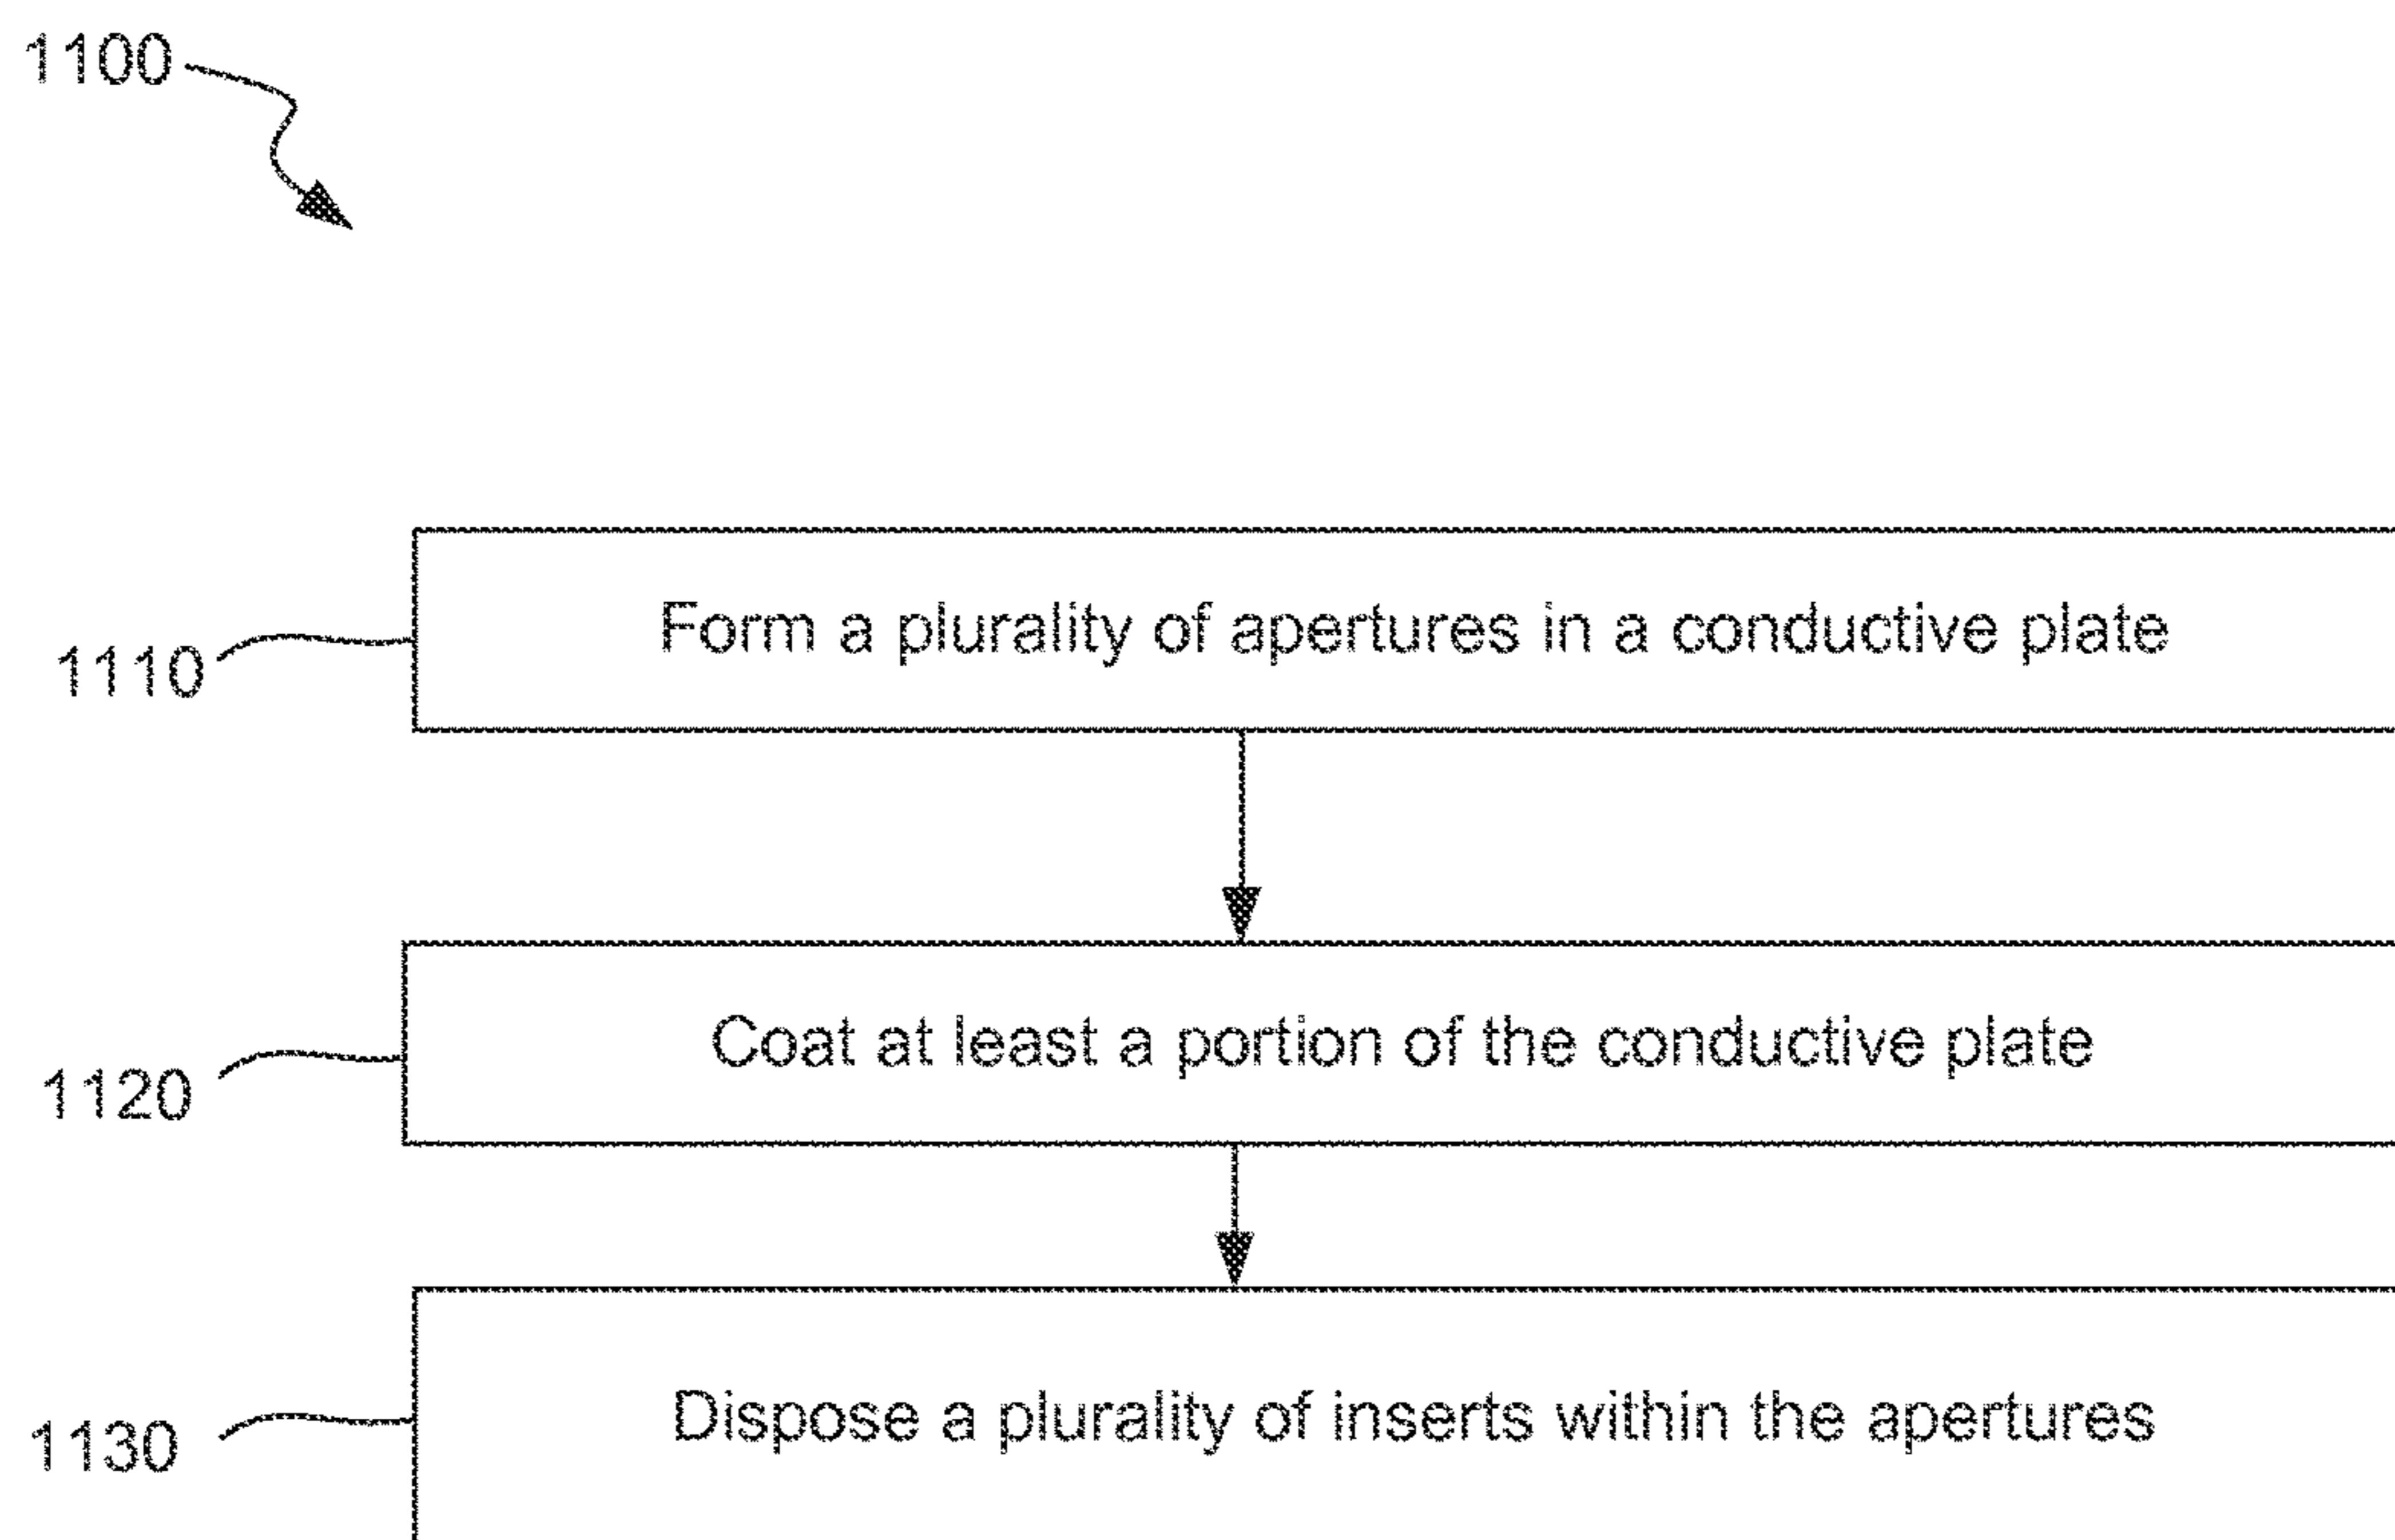 1100
Form a plurality of apertures in a conductive plate
1110
Coat at least a portion of the conductive plate
1120
Dispose a plurality of inserts within the apertures
1130